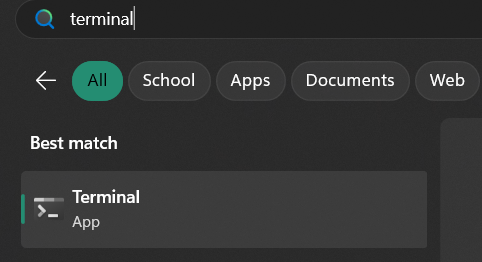 terminal
All School Apps Documents Web
Best match
Terminal
App